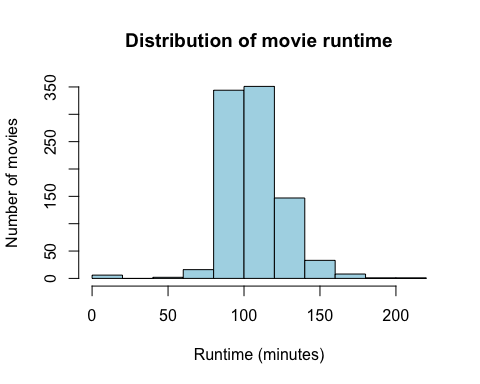 Distribution of movie runtime
Number of movies
350
250
150
50
0
0 50 100 150 200
Runtime (minutes)